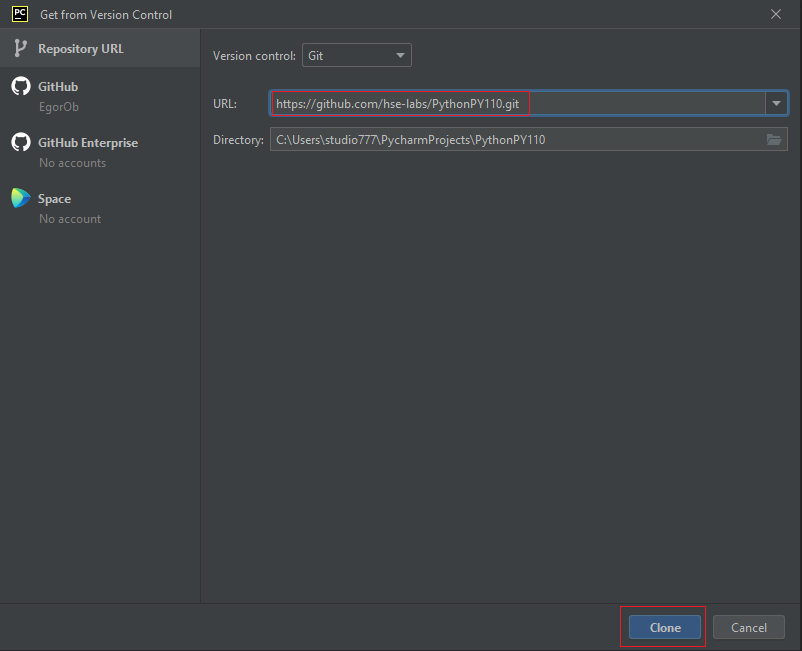 PC Get from Version Control
Repository URL
GitHub
EgorOb
GitHub Enterprise
No accounts
Space
No account
Version control: Git
URL: https://github.com/hse-labs/PythonPY110.git
Directory: C:\Users\studio777\PycharmProjects\PythonPY110
Clone Cancel